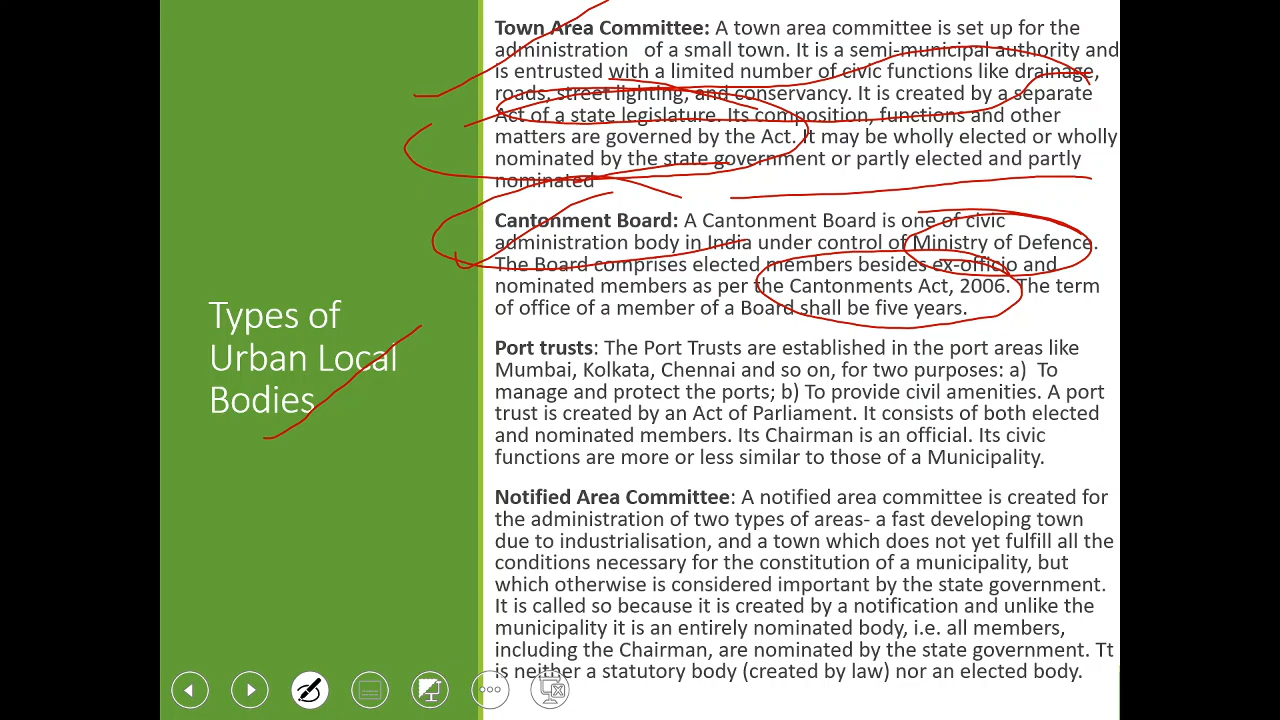 Types of
Urban Local
Bodies
Town Area Committee: A town area committee is set up for the
administration of a small town. It is a semi-municipal authority and
is entrusted with a limited number of civic functions like drainage,
roads, street lighting, and conservancy. It is created by a separate
Act of a state legislature. Its composition, functions and other
matters are governed by the Act. It may be wholly elected or wholly
nominated by the state government or partly elected and partly
nominated
Cantonment Board: A Cantonment Board is one of civic
administration body in India under control of Ministry of Defence.
The Board comprises elected members besides ex-officio and
nominated members as per the Cantonments Act, 2006. The term
of office of a member of a Board shall be five years.
Port trusts: The Port Trusts are established in the port areas like
Mumbai, Kolkata, Chennai and so on, for two purposes: a) To
manage and protect the ports; b) To provide civil amenities. A port
trust is created by an Act of Parliament. It consists of both elected
and nominated members. Its Chairman is an official. Its civic
functions are more or less similar to those of a Municipality.
Notified Area Committee: A notified area committee is created for
the administration of two types of areas- a fast developing town
due to industrialisation, and a town which does not yet fulfill all the
conditions necessary for the constitution of a municipality, but
which otherwise is considered important by the state government.
It is called so because it is created by a notification and unlike the
municipality it is an entirely nominated body, i.e. all members,
including the Chairman, are nominated by the state government. Tt
is neither a statutory body (created by law) nor an elected body.